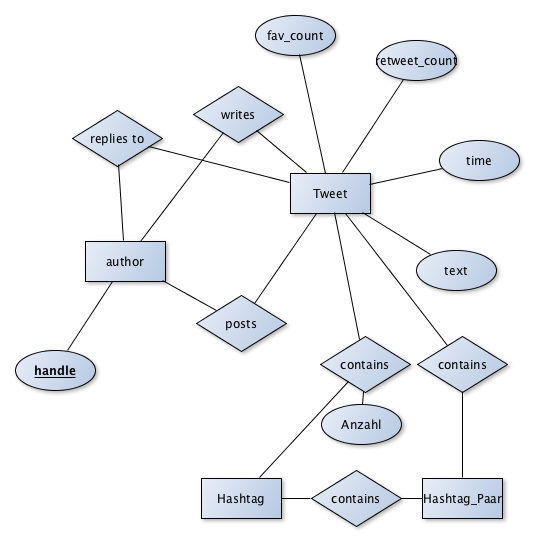 fav_count
retweet_count
writes
replies to
time
Tweet
author
text
posts
handle
contains
contains
Anzahl
Hashtag
contains
Hashtag_Paar